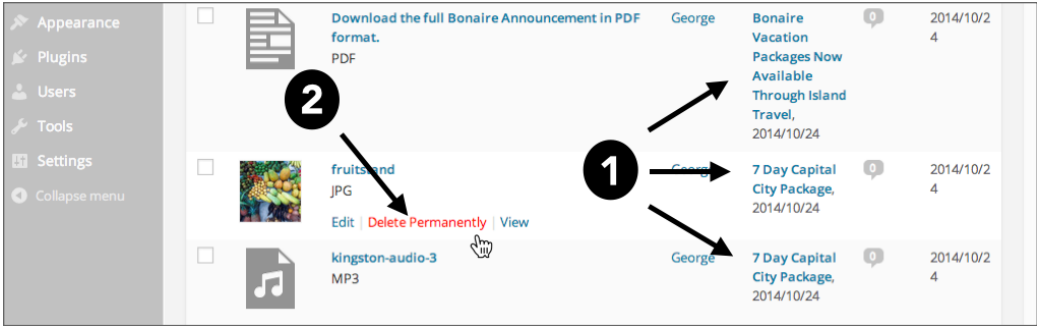 Appearance
Plugins
Users
Tools
Settings
Collapse menu
Download the full Bonaire Announcement in PDF
format.
PDF
George
Bonaire
Vacation
Packages Now
Available
Through Island
Travel,
2014/10/24
0
2014/10/2
4
2
1
fruitstand
JPG
Edit | Delete Permanently | View
George
7 Day Capital
City Package,
2014/10/24
0
2014/10/2
4
kingston-audio-3
MP3
George
7 Day Capital
City Package,
2014/10/24
0
2014/10/2
4